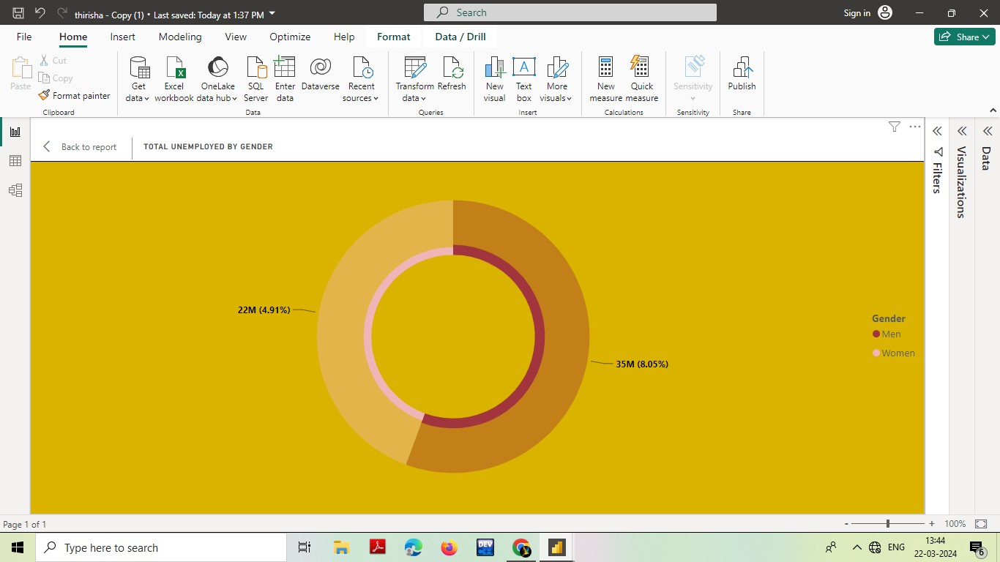 thirisha - Copy (1) • Last saved: Today at 1:37 PM
Search
Sign in
File Home Insert Modeling View Optimize Help Format Data / Drill
Share
Paste
Cut
Copy
Format painter
Get data
Excel workbook
OneLake data hub
SQL Server
Enter data
Dataverse
Recent sources
Transform data
Refresh
New visual
Text box
More visuals
New measure
Quick measure
Sensitivity
Publish
Clipboard Data Queries Insert Calculations Sensitivity Share
Back to report
TOTAL UNEMPLOYED BY GENDER
Filters
Visualizations
Data
22M (4.91%)
35M (8.05%)
Gender
Men
Women
Page 1 of 1
- + 100%
Type here to search
DEV
ENG
13:44
22-03-2024
6